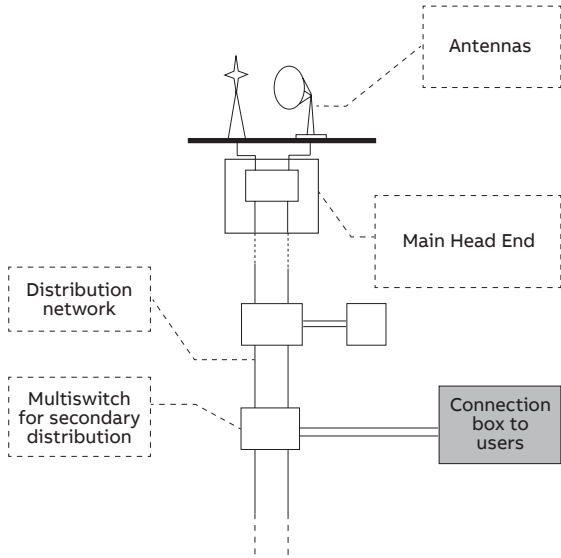 Antennas
Main Head End
Distribution
network
Multiswitch
for secondary
distribution
Connection
box to
users